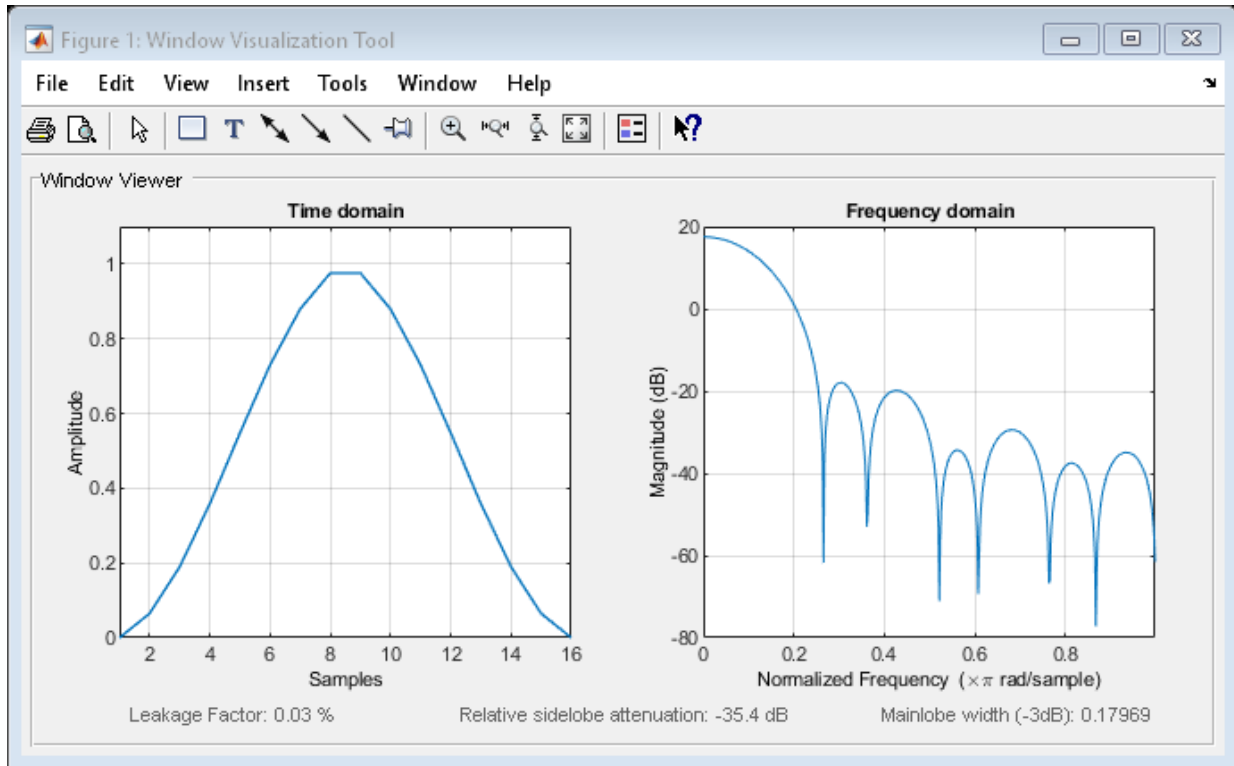 Figure 1: Window Visualization Tool
File Edit View Insert Tools Window Help
T ?
Window Viewer
Time domain
1
0.8
0.6
0.4
0.2
0
Amplitude
2 4 6 8 10 12 14 16
Samples
Frequency domain
20
0
-20
-40
-60
-80
Magnitude (dB)
0 0.2 0.4 0.6 0.8
Normalized Frequency (×π rad/sample)
Leakage Factor: 0.03 % Relative sidelobe attenuation: -35.4 dB Mainlobe width (-3dB): 0.17969